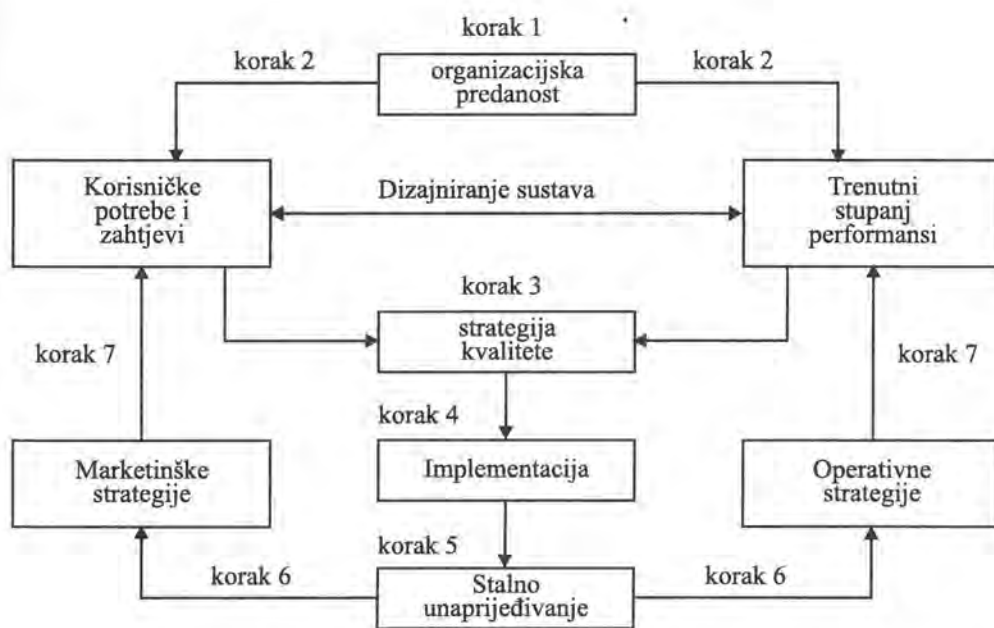 korak 1
korak 2
organizacijska
predanost
korak 2
Korisničke
potrebe i
zahtjevi
Dizajniranje sustava
Trenutni
stupanj
performansi
korak 3
strategija
kvalitete
korak 7
korak 7
korak 4
Marketinške
strategije
Implementacija
Operativne
strategije
korak 5
korak 6
Stalno
unaprijeđivanje
korak 6